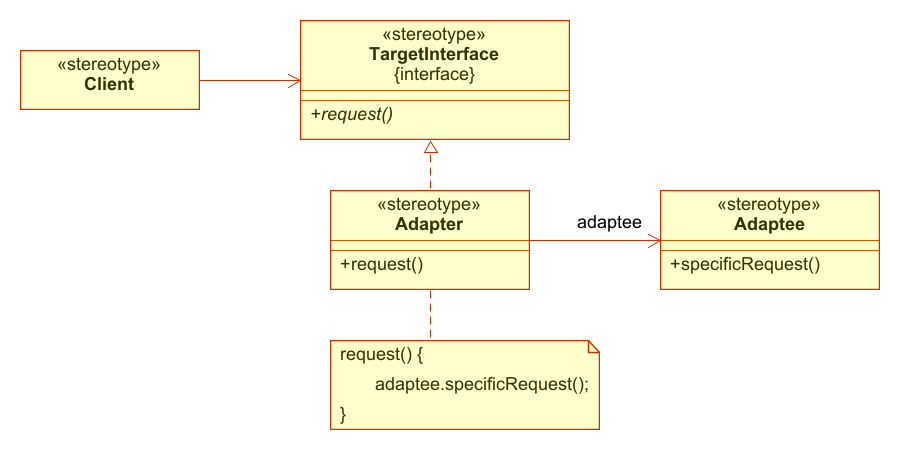 «stereotype»
Client
«stereotype»
TargetInterface
{interface}
+request()
«stereotype»
Adapter
+request()
adaptee
«stereotype»
Adaptee
+specificRequest()
request() {
adaptee.specificRequest();
}